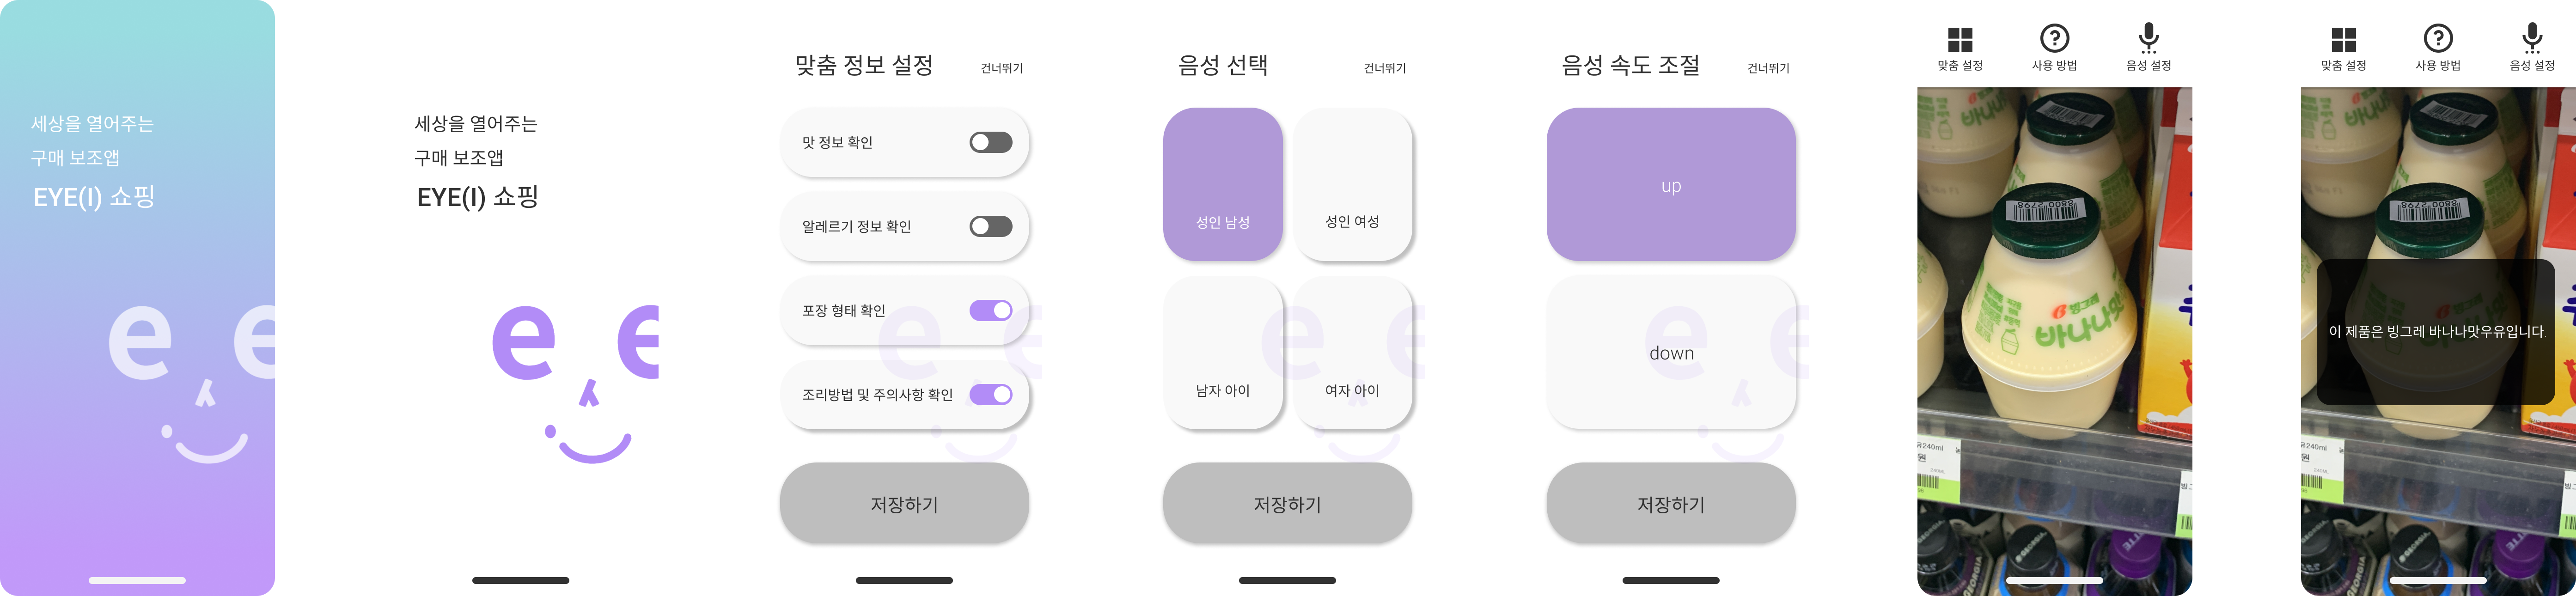 세상을 열어주는
구매 보조앱
EYE(I) 쇼핑
e e
세상을 열어주는
구매 보조앱
EYE(I) 쇼핑
e e
맞춤 정보 설정
건너뛰기
맛 정보 확인
알레르기 정보 확인
포장 형태 확인
조리방법 및 주의사항 확인
저장하기
음성 선택
건너뛰기
성인 남성
성인 여성
남자 아이
여자 아이
저장하기
음성 속도 조절
건너뛰기
up
down
저장하기
맞춤 설정
사용 방법
음성 설정
빙그레
바나나맛
240ml
원
GEORGIA
맞춤 설정
사용 방법
음성 설정
이 제품은 빙그레 바나나맛우유입니다.
240ml
원
GEORGIA